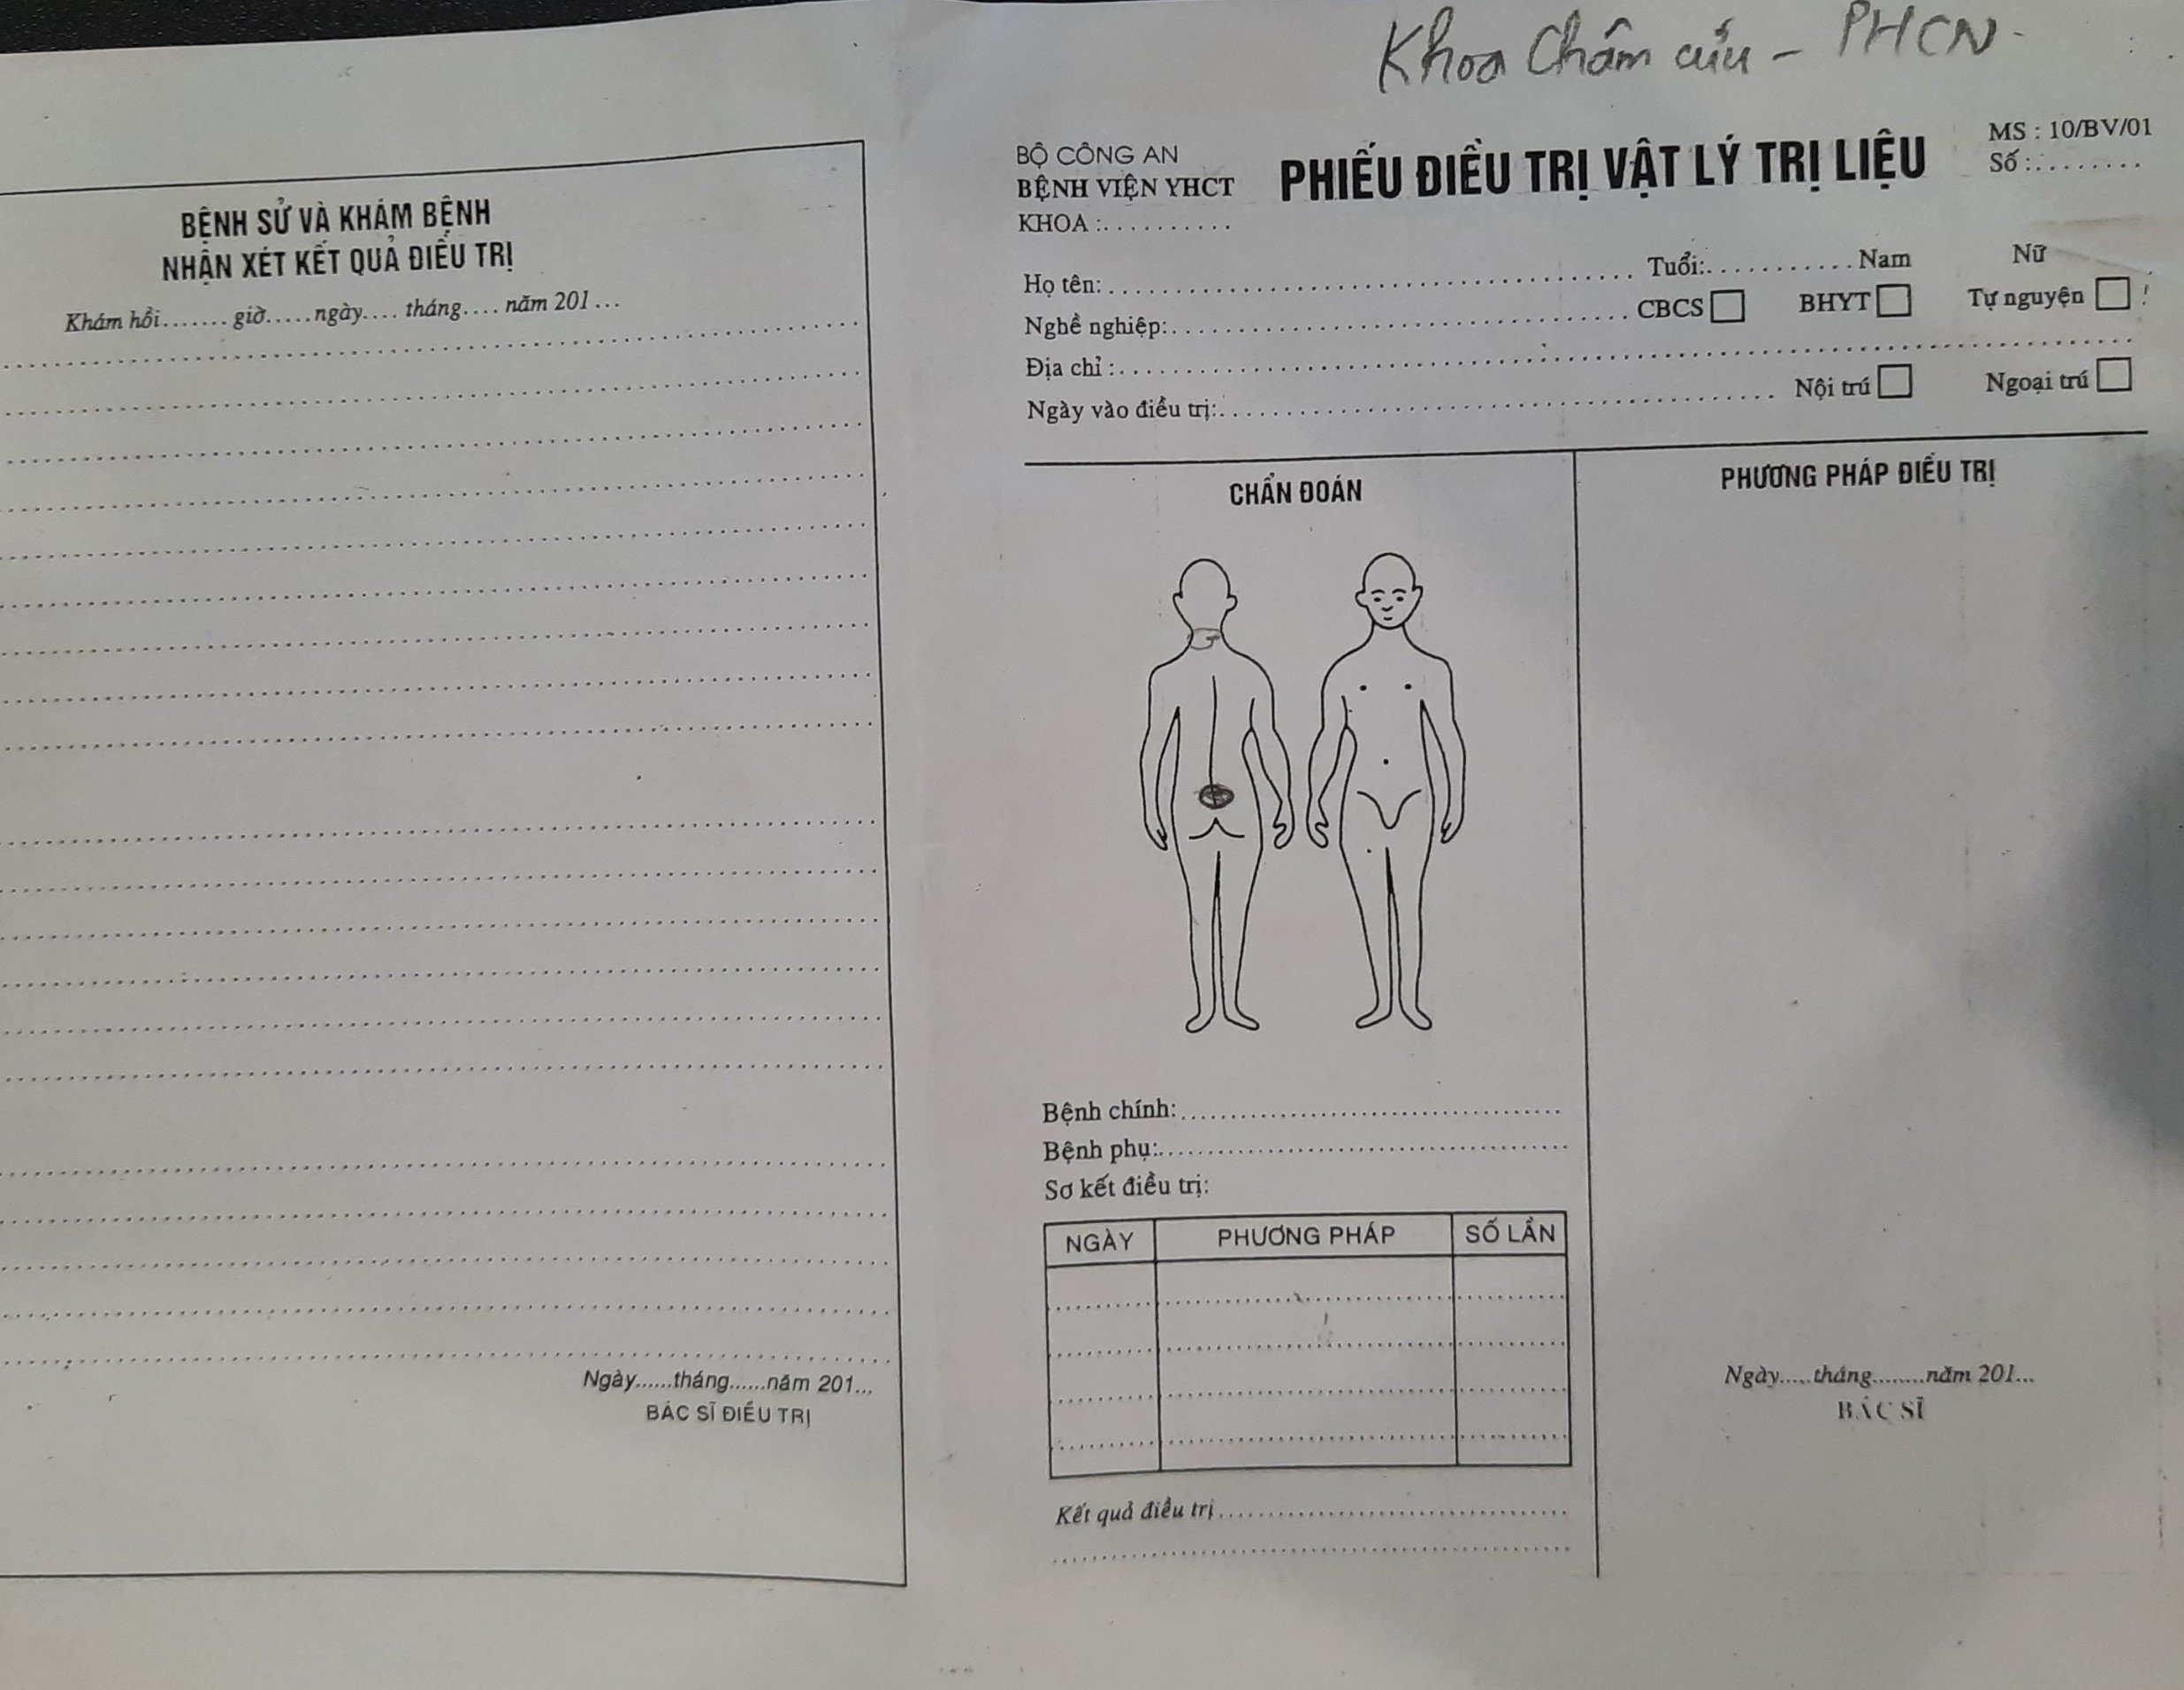 Khoa Châm cứu - PHCN.
BỆNH SỬ VÀ KHÁM BỆNH
NHẬN XÉT KẾT QUẢ ĐIỀU TRỊ
Khám hồi....... giờ.....ngày.... tháng.... năm 201...
Ngày......tháng......năm 201...
BÁC SĨ ĐIỀU TRỊ
BỘ CÔNG AN
BỆNH VIỆN YHCT
KHOA :..........
PHIẾU ĐIỀU TRỊ VẬT LÝ TRỊ LIỆU
MS : 10/BV/01
Số :........
Họ tên:........................................ Tuổi:........... Nam Nữ
Nghề nghiệp:................................... CBCS BHYT Tự nguyện
Địa chỉ :................................................................
Ngày vào điều trị:.......................................... Nội trú Ngoại trú
CHẨN ĐOÁN
Bệnh chính:........................................
Bệnh phụ:..........................................
Sơ kết điều trị:
NGÀY PHƯƠNG PHÁP SỐ LẦN
Kết quả điều trị........................................
PHƯƠNG PHÁP ĐIỀU TRỊ
Ngày.....tháng........năm 201...
BÁC SĨ